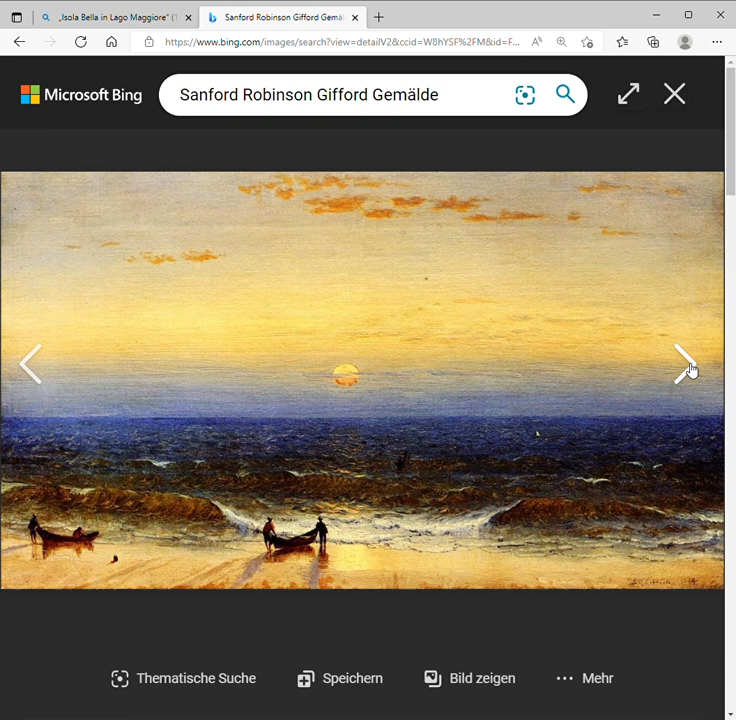 „Isola Bella in Lago Maggiore“ (1
Sanford Robinson Gifford Gemäl
https://www.bing.com/images/search?view=detailV2&ccid=W8hYSF%2FM&id=F...
Microsoft Bing
Sanford Robinson Gifford Gemälde
Thematische Suche
Speichern
Bild zeigen
Mehr